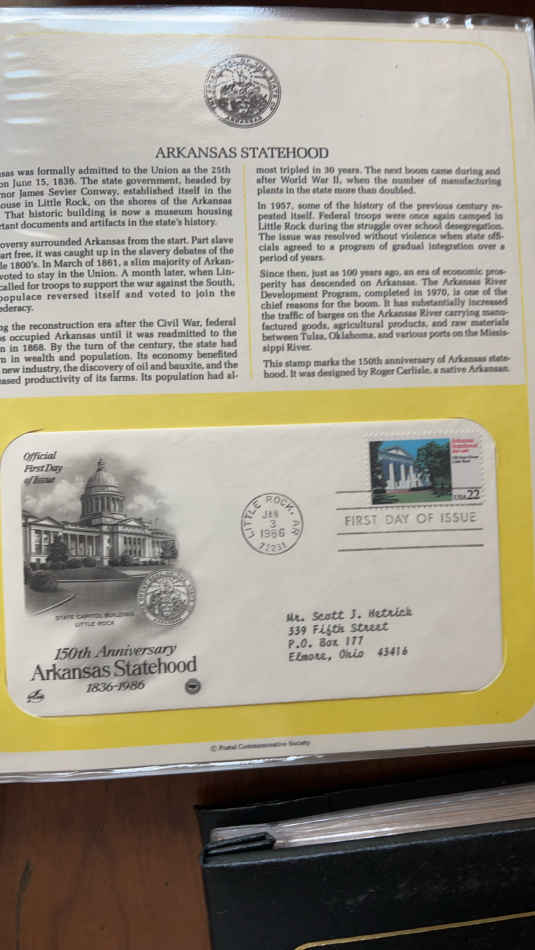 ARKANSAS STATEHOOD
was formally admitted to the Union as the 25th
on June 15, 1836. The state government, headed by
James Sevier Conway, established itself in the
in Little Rock, on the shores of the Arkansas
That historic building is now a museum housing
documents and artifacts in the state's history.
surrounded Arkansas from the start. Part slave
free, it was caught up in the slavery debates of the
1800's. In March of 1861, a slim majority of Arkan-
voted to stay in the Union. A month later, when Lin-
called for troops to support the war against the South,
populace reversed itself and voted to join the
the reconstruction era after the Civil War, federal
occupied Arkansas until it was readmitted to the
in 1868. By the turn of the century, the state had
in wealth and population. Its economy benefited
new industry, the discovery of oil and bauxite, and the
productivity of its farms. Its population had al-
most tripled in 30 years. The next boom came during and
after World War II, when the number of manufacturing
plants in the state more than doubled.
In 1957, some of the history of the previous century re-
peated itself. Federal troops were once again camped in
Little Rock during the struggle over school desegregation.
The issue was resolved without violence when state offi-
cials agreed to a program of gradual integration over a
period of years.
Since then, just as 100 years ago, an era of economic pros-
perity has descended on Arkansas. The Arkansas River
Development Program, completed in 1970, is one of the
chief reasons for the boom. It has substantially increased
the traffic of barges on the Arkansas River carrying manu-
factured goods, agricultural products, and raw materials
between Tulsa, Oklahoma, and various ports on the Missis-
sippi River.
This stamp marks the 150th anniversary of Arkansas state-
hood. It was designed by Roger Carlisle, a native Arkansan.
Official
First Day
of Issue
STATE CAPITOL BUILDING
LITTLE ROCK
150th Anniversary
Arkansas Statehood
1836-1986
LITTLE ROCK, AR
JAN
3
1986
72231
Arkansas
Statehood
USA 22
FIRST DAY OF ISSUE
Mr. Scott J. Hetrick
339 Fifth Street
P.O. Box 177
Elmore, Ohio 43416
© Postal Commemorative Society